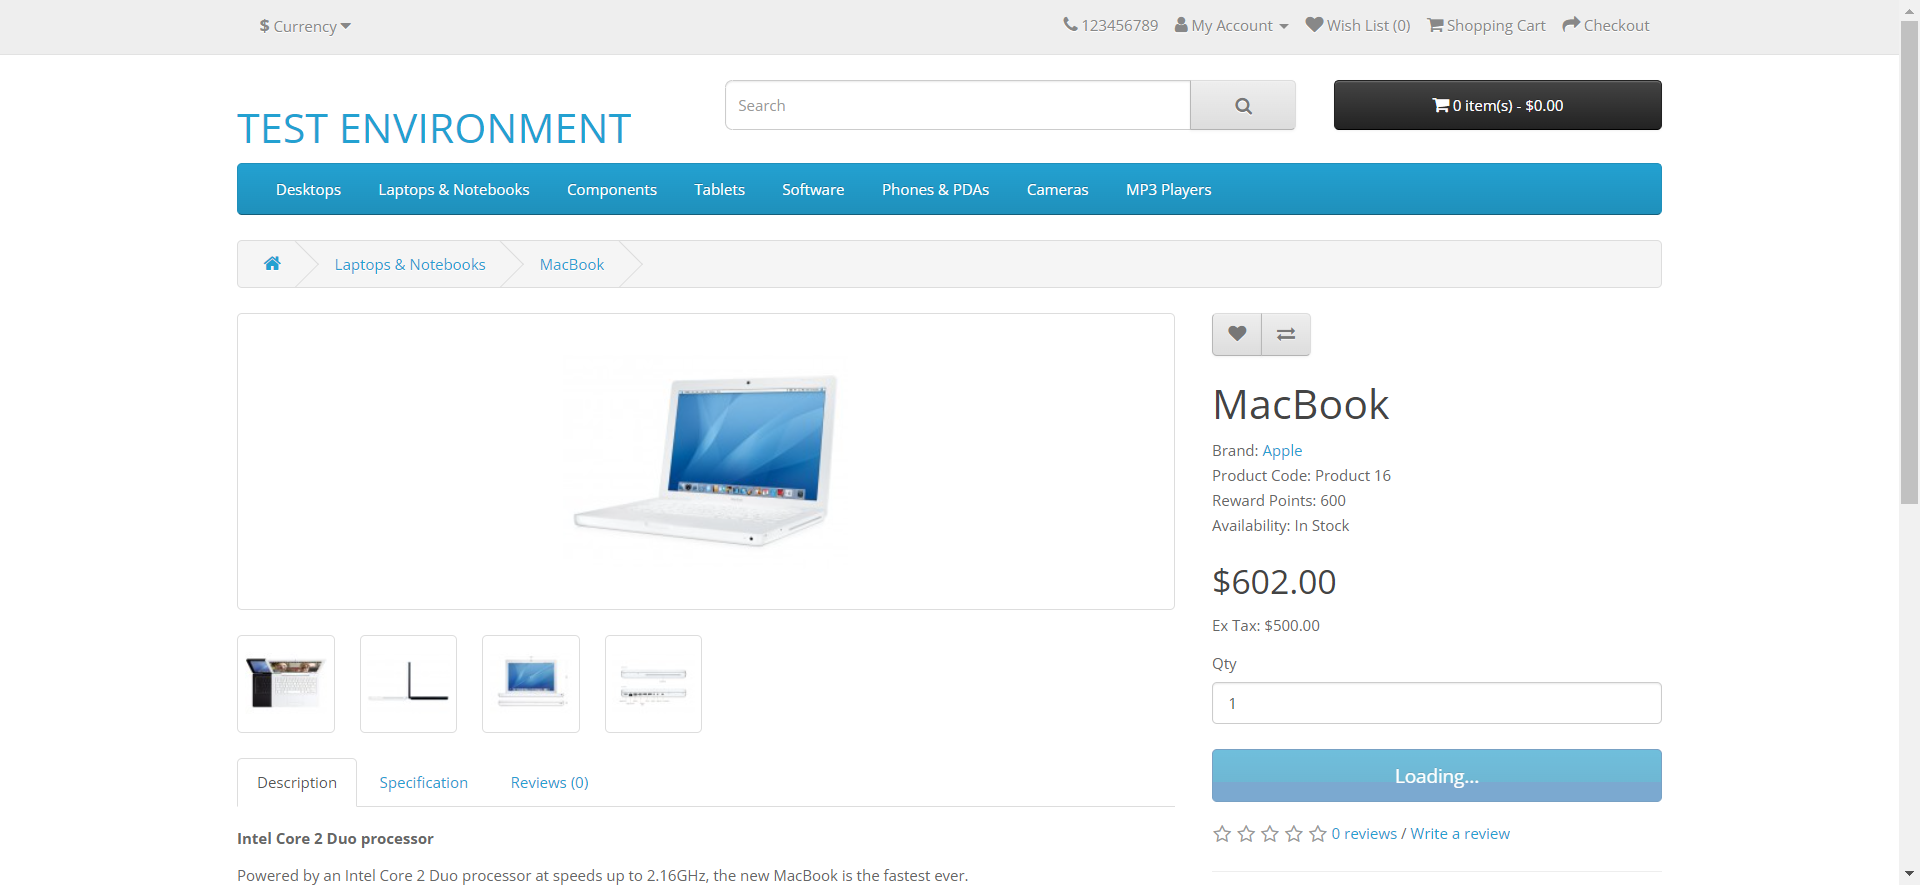 $ Currency
123456789 My Account Wish List (0) Shopping Cart Checkout
TEST ENVIRONMENT
Search
0 item(s) - $0.00
Desktops Laptops & Notebooks Components Tablets Software Phones & PDAs Cameras MP3 Players
Laptops & Notebooks MacBook
MacBook
Brand: Apple
Product Code: Product 16
Reward Points: 600
Availability: In Stock
$602.00
Ex Tax: $500.00
Qty
1
Loading...
0 reviews / Write a review
Description Specification Reviews (0)
Intel Core 2 Duo processor
Powered by an Intel Core 2 Duo processor at speeds up to 2.16GHz, the new MacBook is the fastest ever.